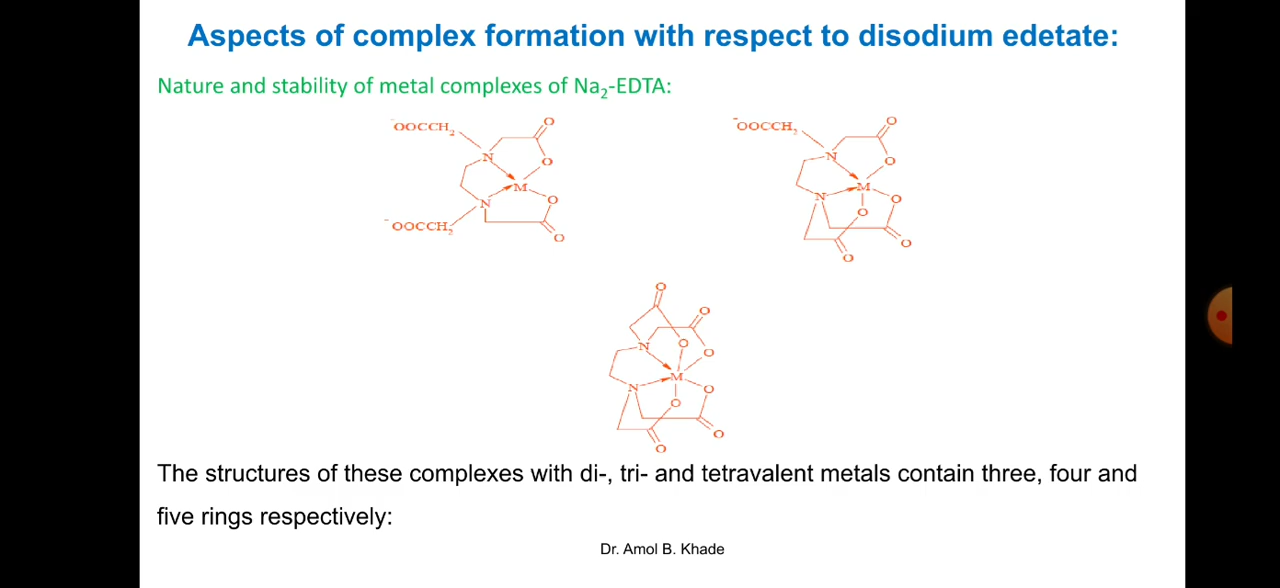 Aspects of complex formation with respect to disodium edetate:
Nature and stability of metal complexes of Na₂-EDTA:
⁻OOCCH₂ O
N O
M
N O
⁻OOCCH₂ O
⁻OOCCH₂ O
N O
M
N O
O
O
O
O
O
N O O
M
N O
O
O
O
The structures of these complexes with di-, tri- and tetravalent metals contain three, four and
five rings respectively:
Dr. Amol B. Khade